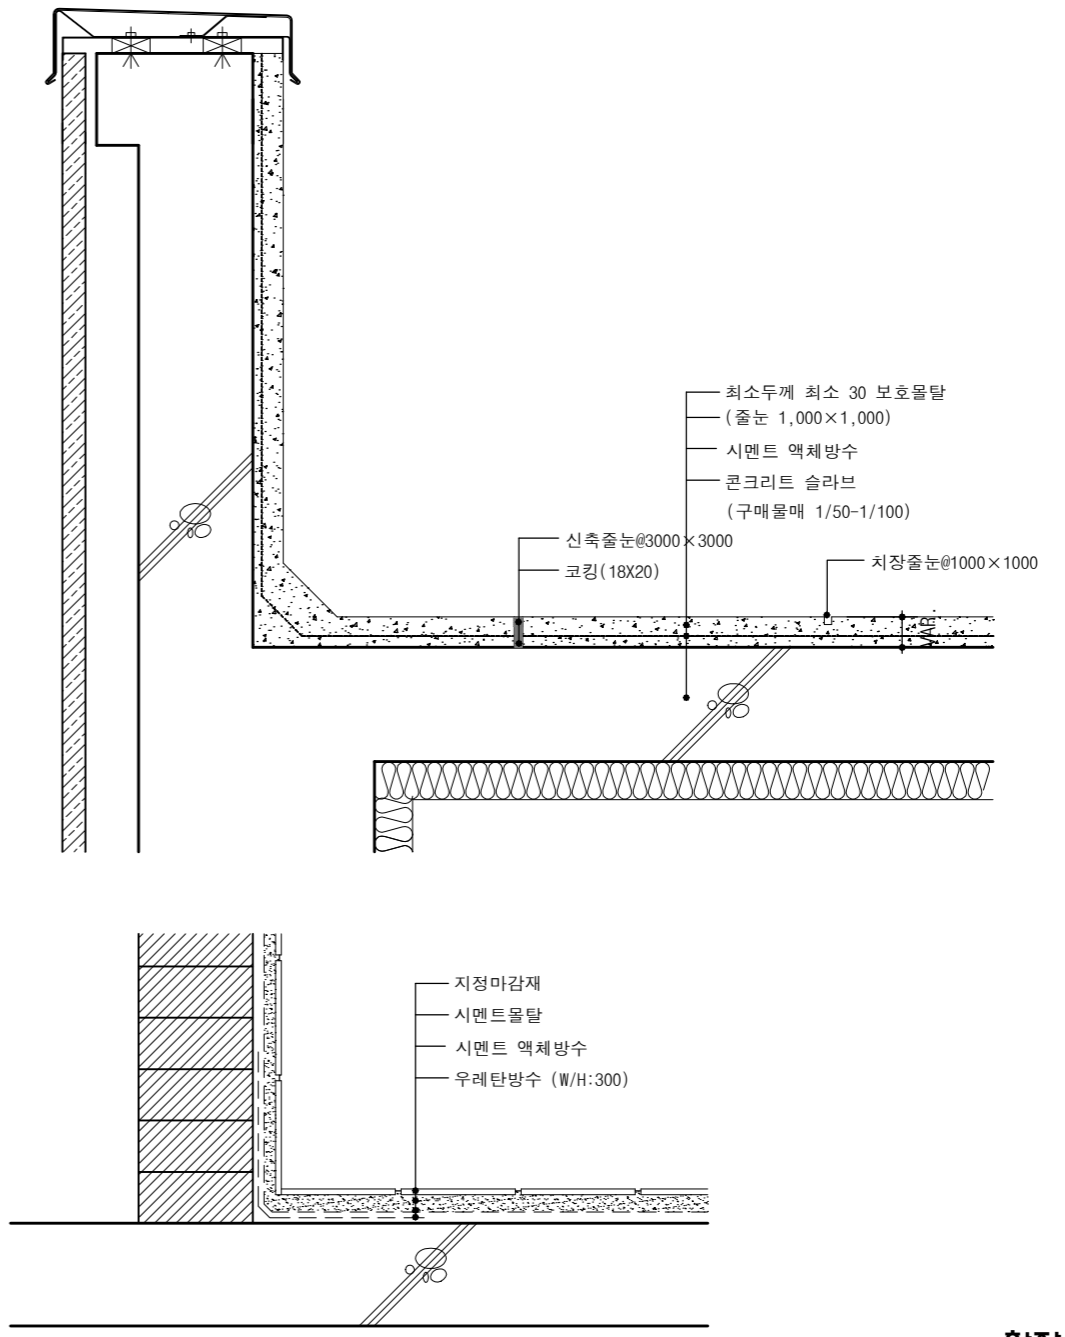 최소두께 최소 30 보호몰탈
(줄눈 1,000×1,000)
시멘트 액체방수
콘크리트 슬라브
(구매물매 1/50-1/100)
신축줄눈@3000×3000
코킹(18X20)
치장줄눈@1000×1000
VAR.
지정마감재
시멘트몰탈
시멘트 액체방수
우레탄방수 (W/H:300)